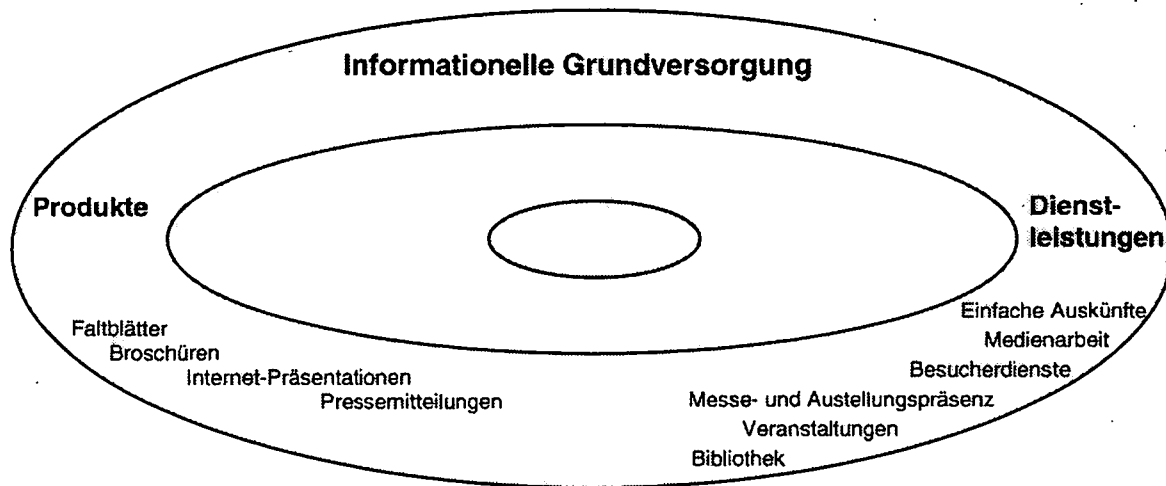 Informationelle Grundversorgung
Produkte
Dienst-
leistungen
Faltblätter
Broschüren
Internet-Präsentationen
Pressemitteilungen
Einfache Auskünfte
Medienarbeit
Besucherdienste
Messe- und Austellungspräsenz
Veranstaltungen
Bibliothek